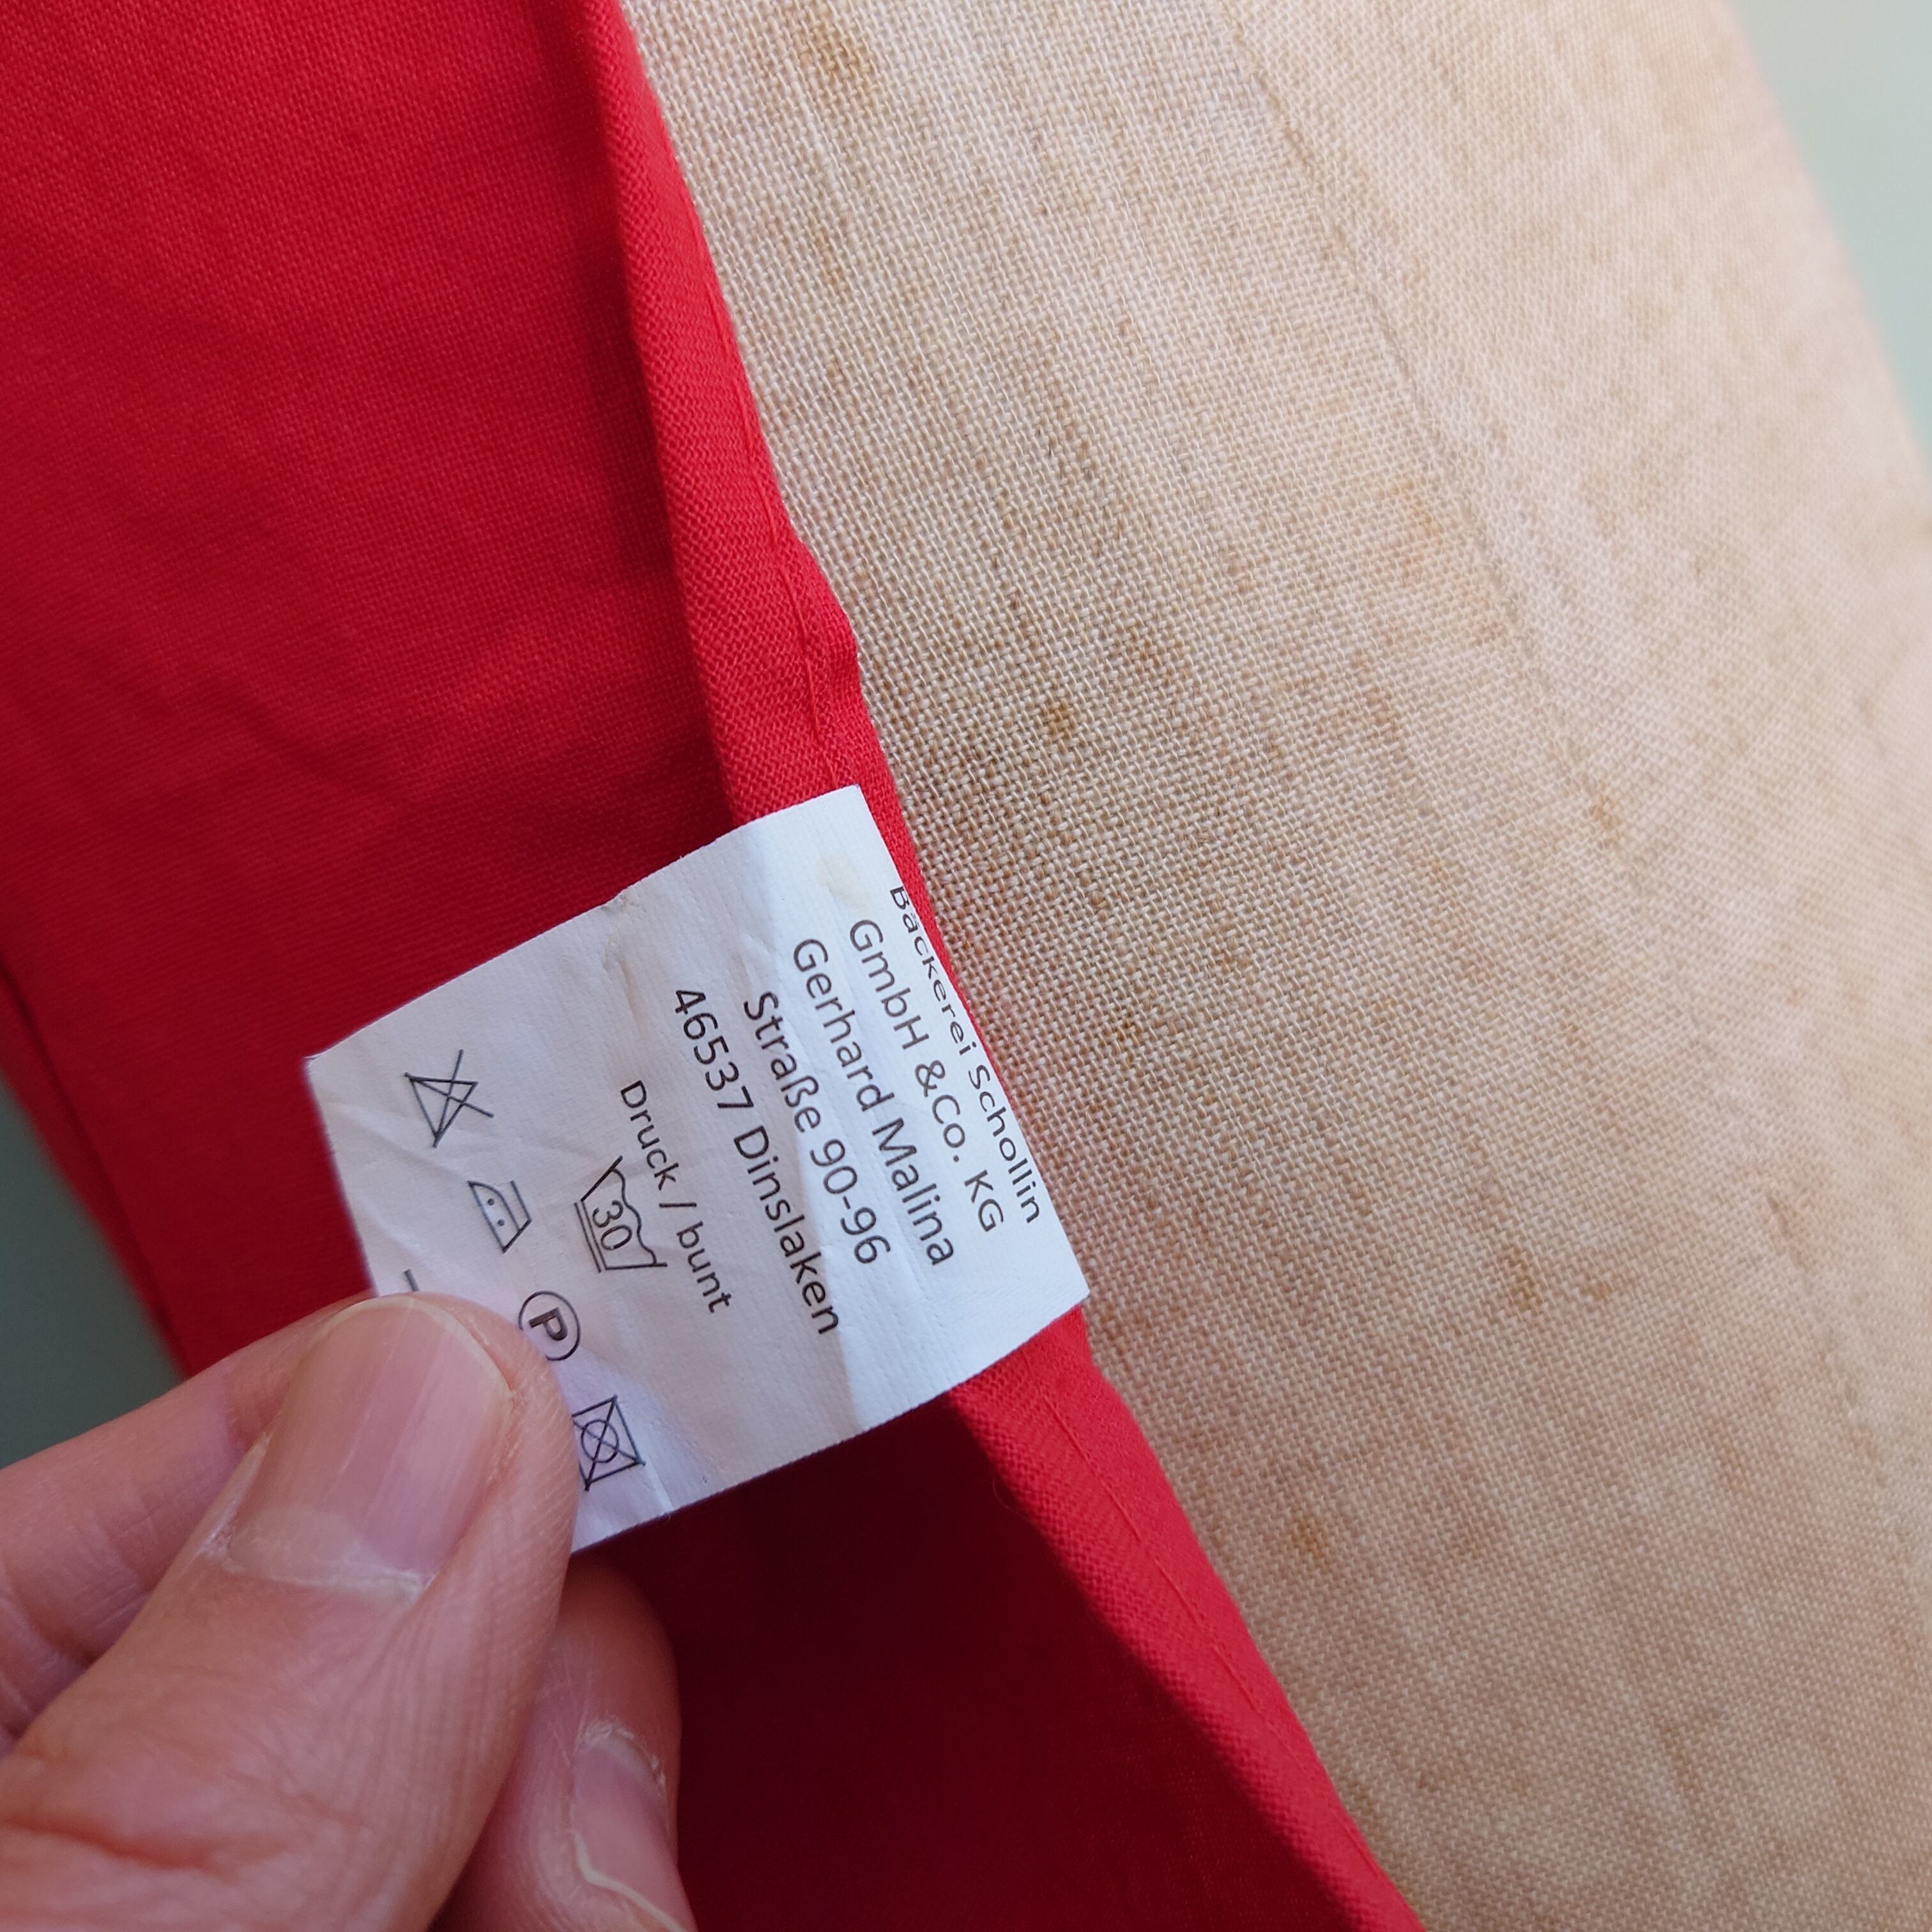 Bäckerei Schollin
GmbH &Co. KG
Gerhard Malina
Straße 90-96
46537 Dinslaken
Druck / bunt
30
P